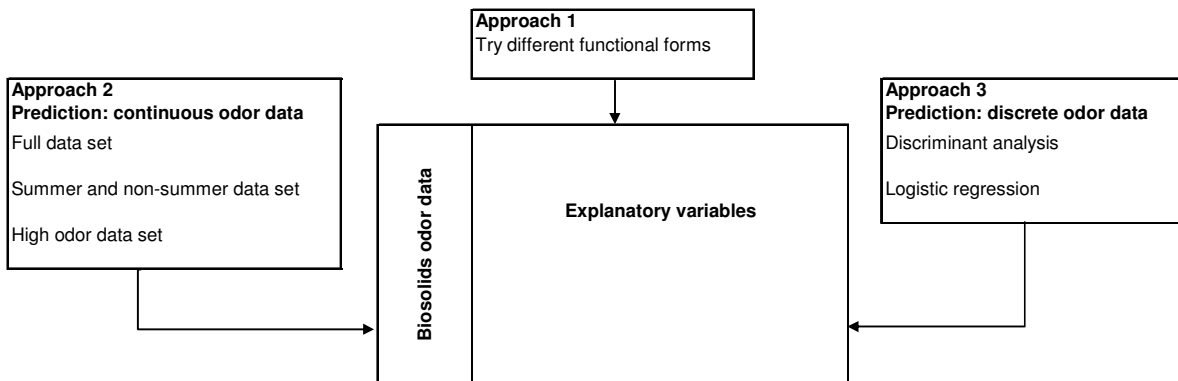 Approach 1
Try different functional forms
Approach 2
Prediction: continuous odor data
Full data set
Summer and non-summer data set
High odor data set
Approach 3
Prediction: discrete odor data
Discriminant analysis
Logistic regression
Biosolids odor data
Explanatory variables